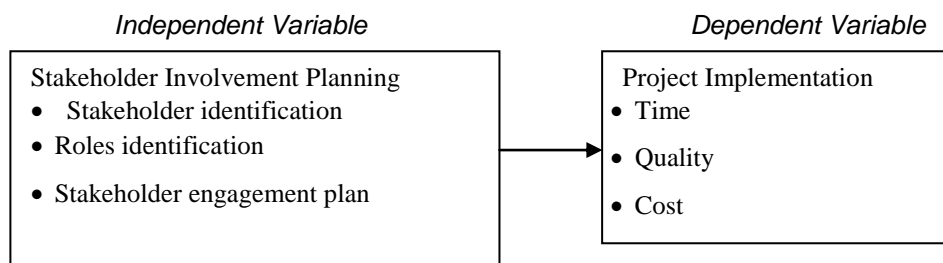 Independent Variable
Dependent Variable
Stakeholder Involvement Planning
• Stakeholder identification
• Roles identification
• Stakeholder engagement plan
Project Implementation
• Time
• Quality
• Cost